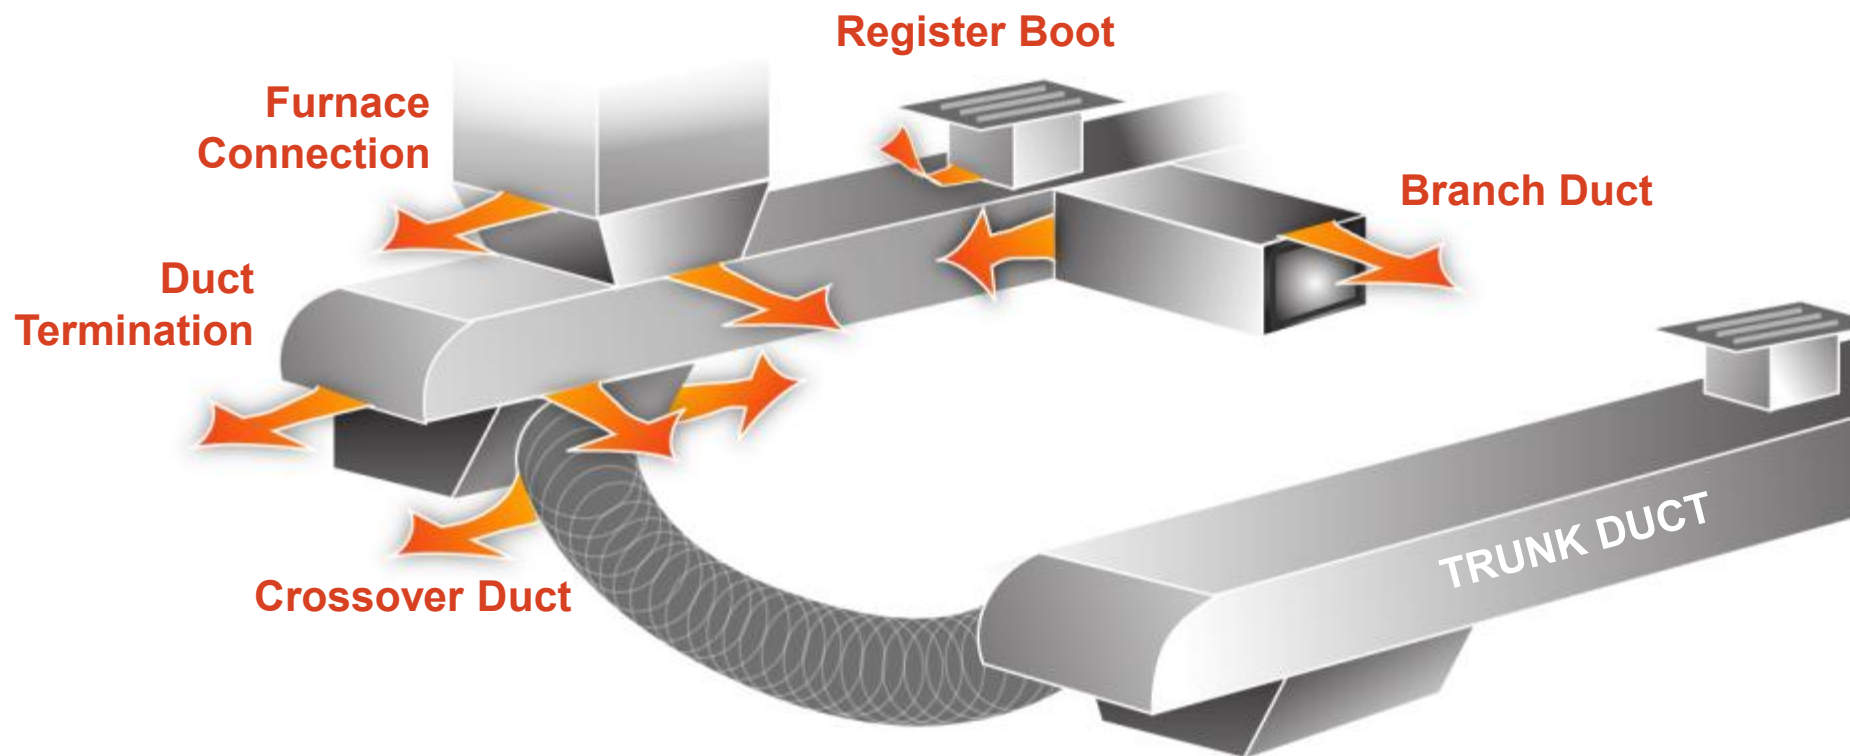 Register Boot
Furnace
Connection
Branch Duct
Duct
Termination
TRUNK DUCT
Crossover Duct